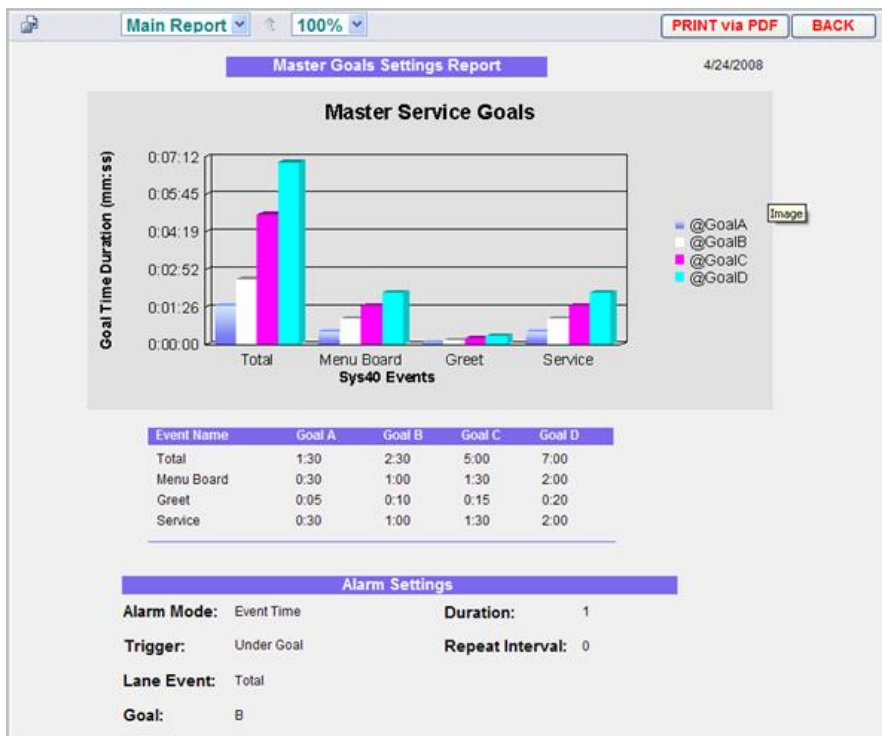 Main Report 100% PRINT via PDF BACK
Master Goals Settings Report 4/24/2008
Master Service Goals
Goal Time Duration (mm:ss)
0:07:12
0:05:45
0:04:19
0:02:52
0:01:26
0:00:00
Total Menu Board Greet Service
Sys40 Events
@GoalA
@GoalB
@GoalC
@GoalD
Image
Event Name Goal A Goal B Goal C Goal D
Total 1:30 2:30 5:00 7:00
Menu Board 0:30 1:00 1:30 2:00
Greet 0:05 0:10 0:15 0:20
Service 0:30 1:00 1:30 2:00
Alarm Settings
Alarm Mode: Event Time Duration: 1
Trigger: Under Goal Repeat Interval: 0
Lane Event: Total
Goal: B